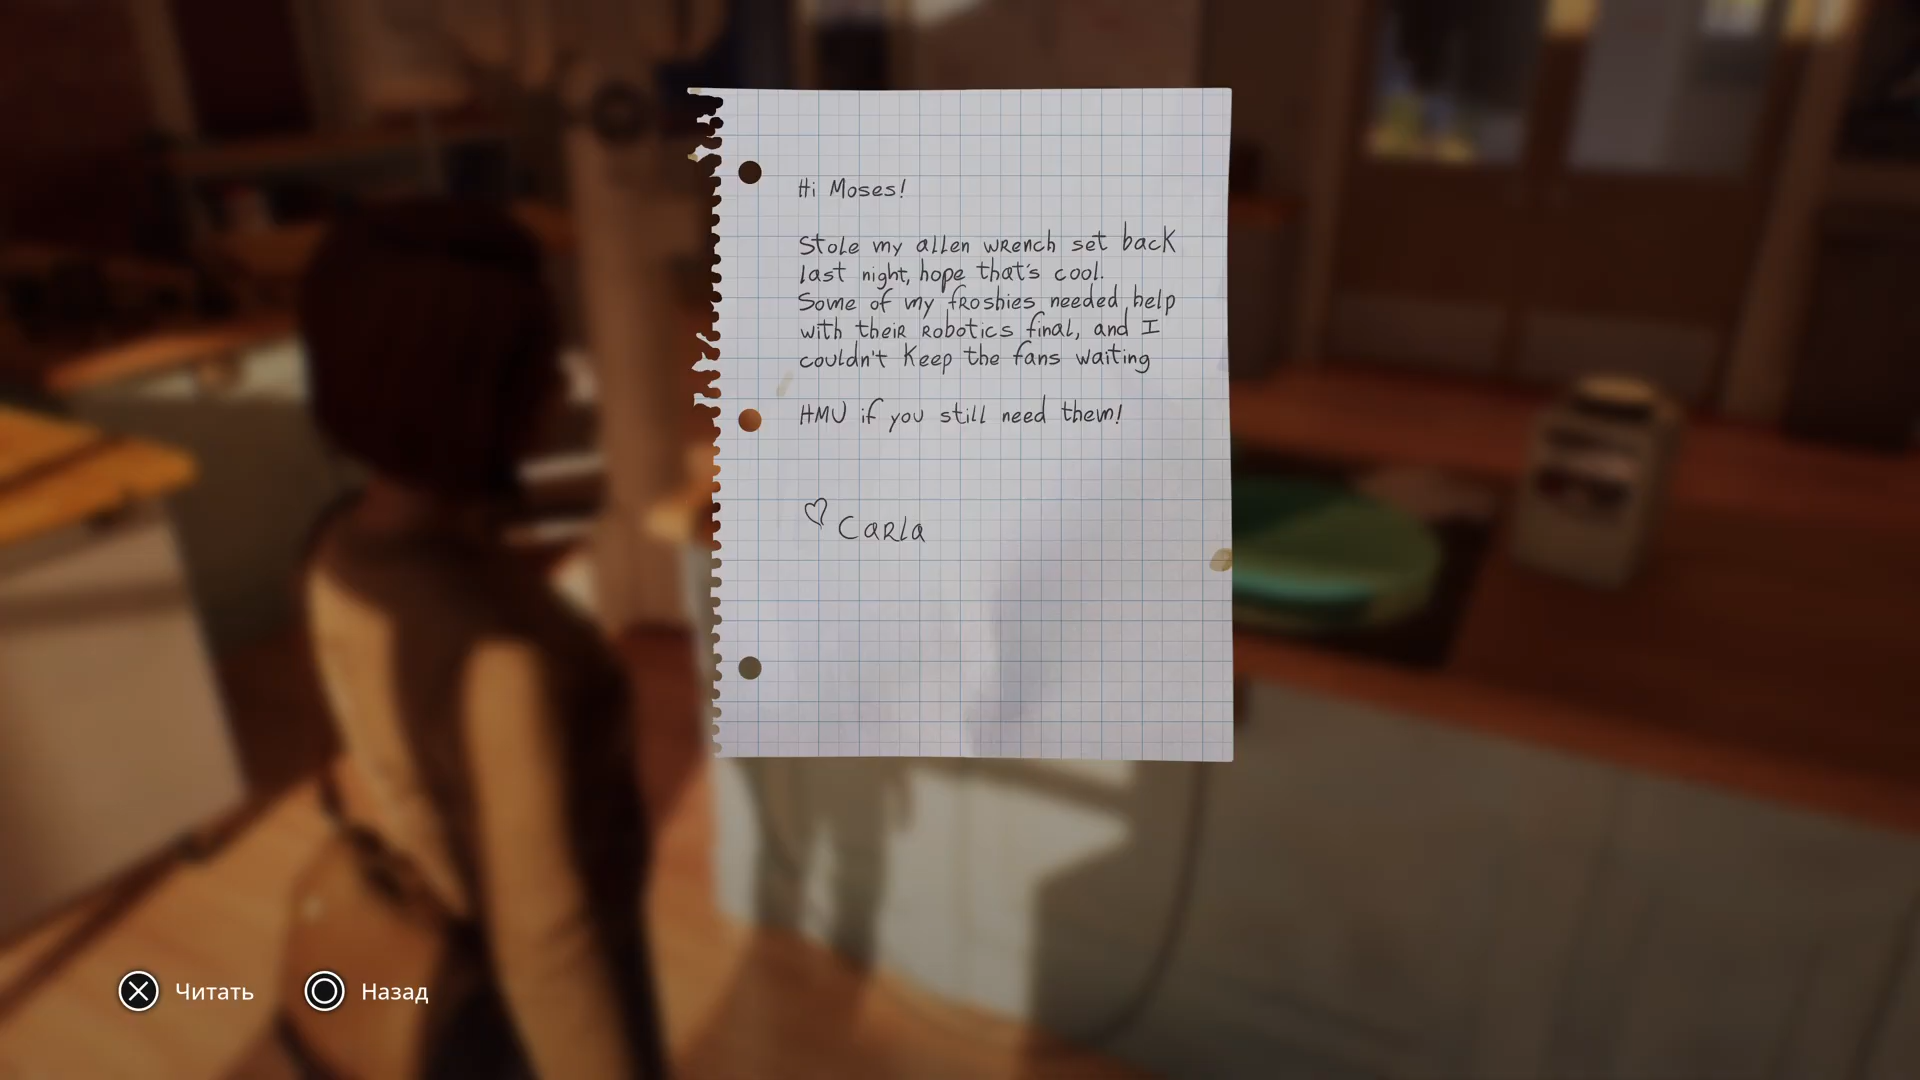 Hi Moses!
Stole my allen wrench set back
last night, hope that's cool.
Some of my froshies needed help
with their robotics final, and I
couldn't keep the fans waiting
HMU if you still need them!
♡ Carla
Читать
Назад